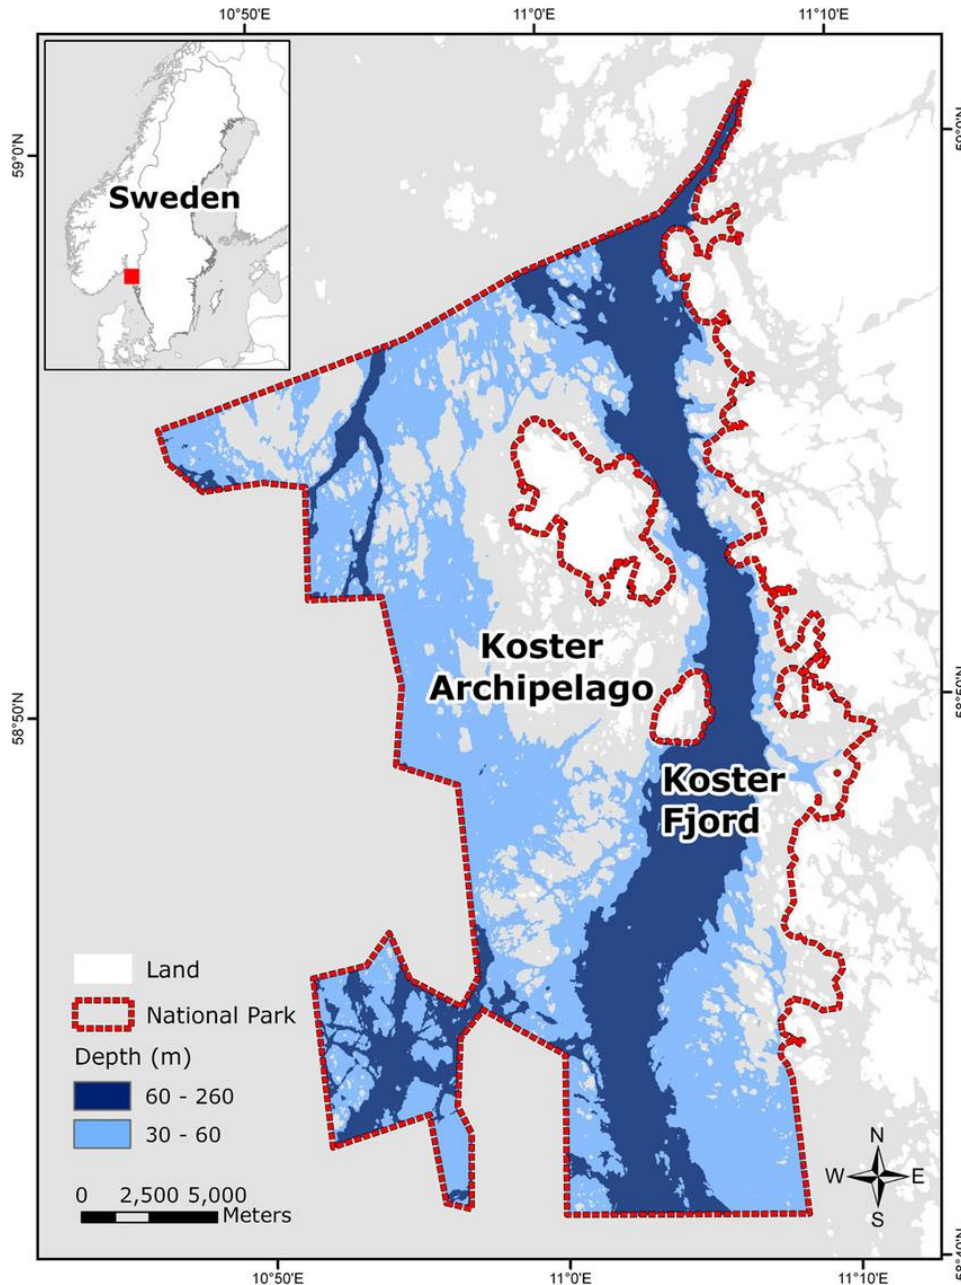 10°50'E
11°0'E
11°10'E
59°0'N
59°0'N
Sweden
Koster
Archipelago
58°50'N
58°50'N
Koster
Fjord
Land
National Park
Depth (m)
60 - 260
30 - 60
0 2,500 5,000
Meters
N
W E
S
58°40'N
10°50'E
11°0'E
11°10'E